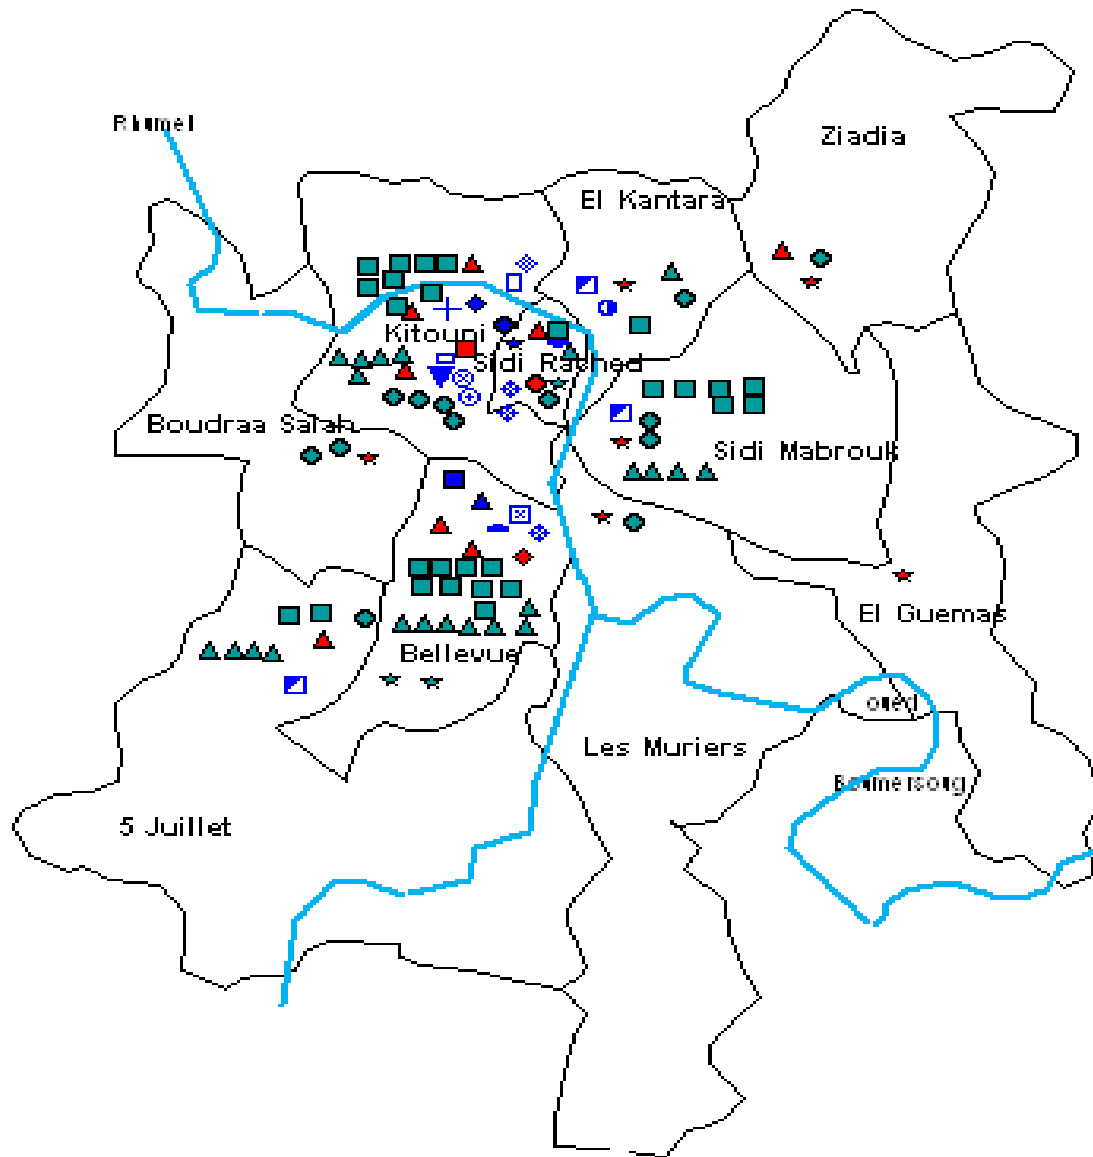 Rhumel
Ziadia
El Kantara
Kitouni
Sidi Rached
Boudraa Salah
Sidi Mabrouk
El Guemas
Bellevue
oued
Les Muriers
Boumersoug
5 Juillet